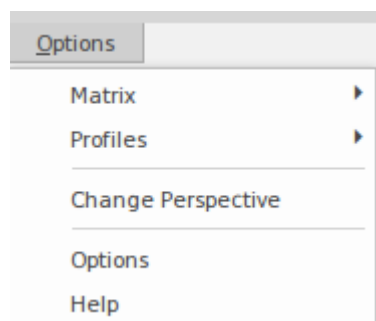 Options
Matrix
Profiles
Change Perspective
Options
Help